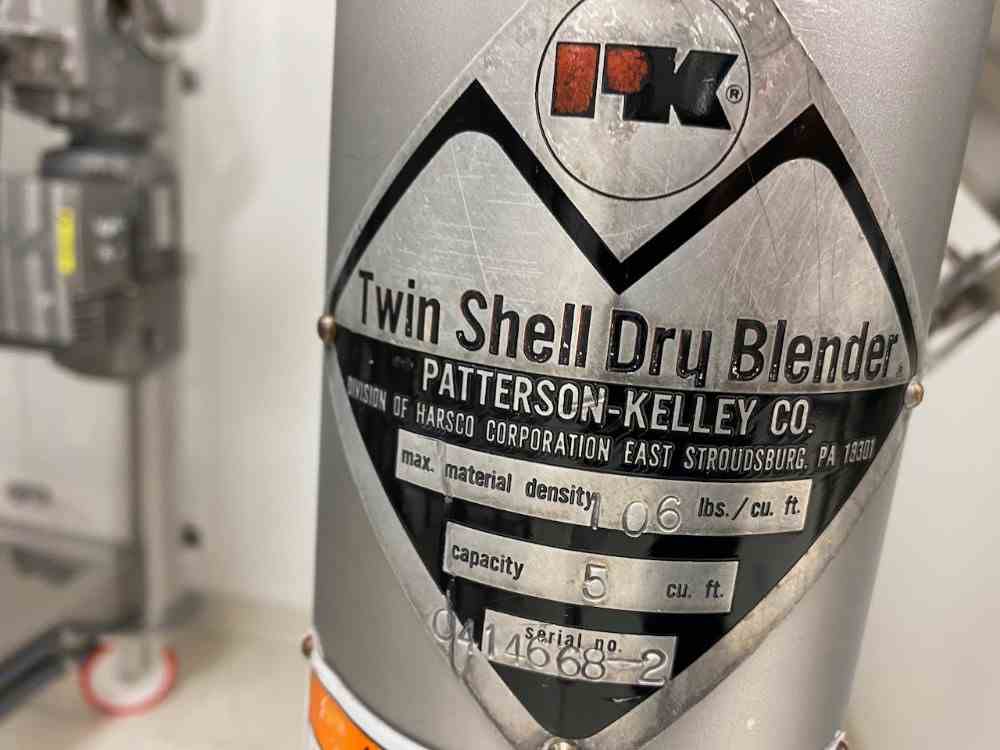 PK®
Twin Shell Dry Blender
PATTERSON-KELLEY CO.
DIVISION OF HARSCO CORPORATION EAST STROUDSBURG, PA 18301
max. material density 106 lbs./cu. ft.
capacity 5 cu. ft.
serial no.
0414668-2